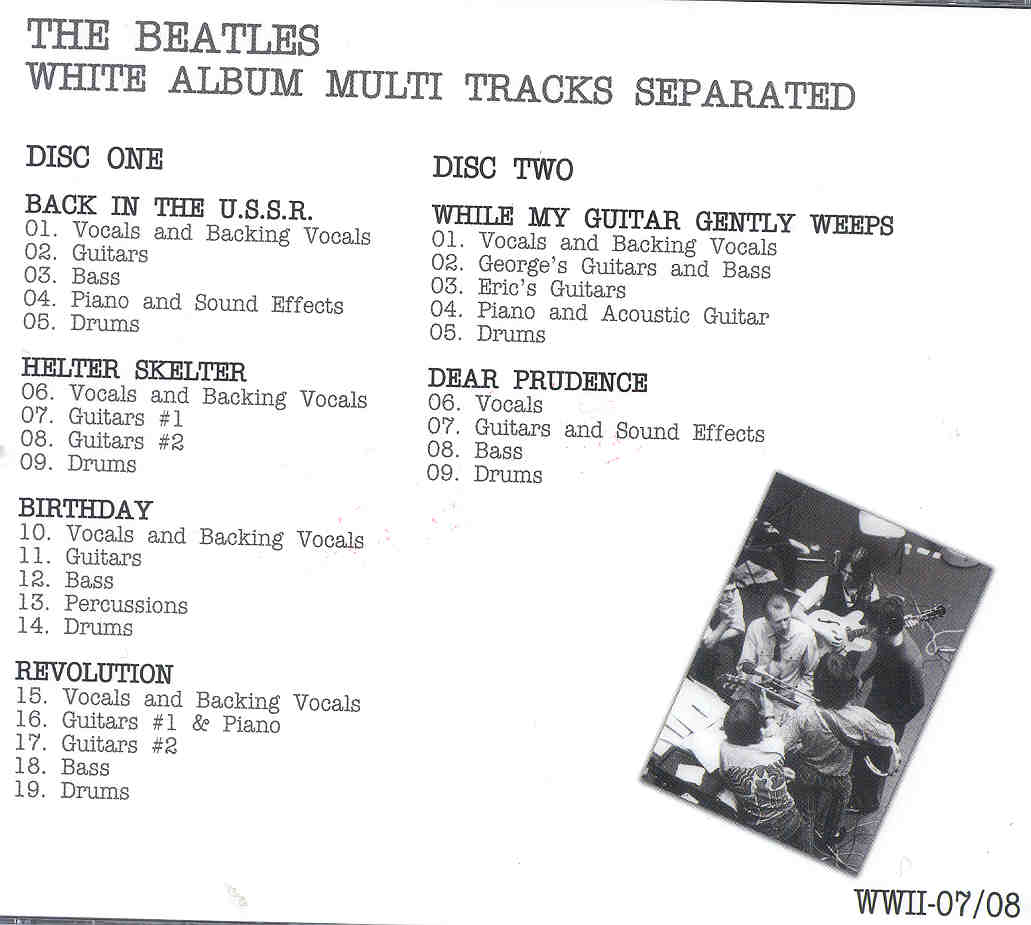 THE BEATLES
WHITE ALBUM MULTI TRACKS SEPARATED
DISC ONE
BACK IN THE U.S.S.R.
01. Vocals and Backing Vocals
02. Guitars
03. Bass
04. Piano and Sound Effects
05. Drums
HELTER SKELTER
06. Vocals and Backing Vocals
07. Guitars #1
08. Guitars #2
09. Drums
BIRTHDAY
10. Vocals and Backing Vocals
11. Guitars
12. Bass
13. Percussions
14. Drums
REVOLUTION
15. Vocals and Backing Vocals
16. Guitars #1 & Piano
17. Guitars #2
18. Bass
19. Drums
DISC TWO
WHILE MY GUITAR GENTLY WEEPS
01. Vocals and Backing Vocals
02. George's Guitars and Bass
03. Eric's Guitars
04. Piano and Acoustic Guitar
05. Drums
DEAR PRUDENCE
06. Vocals
07. Guitars and Sound Effects
08. Bass
09. Drums
WWII-07/08